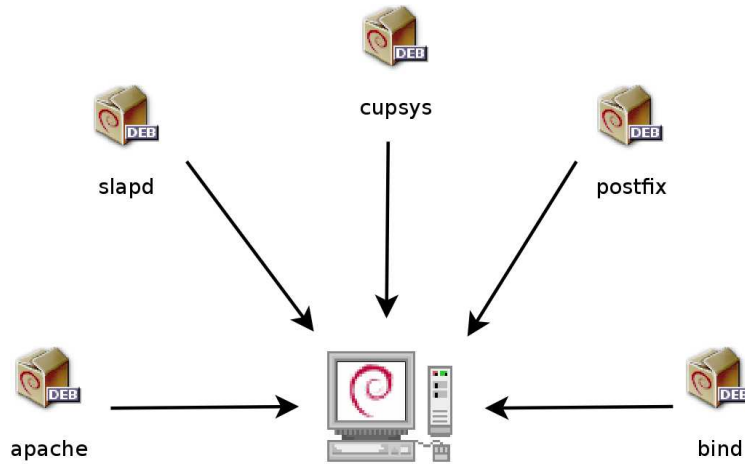 DEB
cupsys
DEB
slapd
DEB
postfix
DEB
apache
DEB
bind